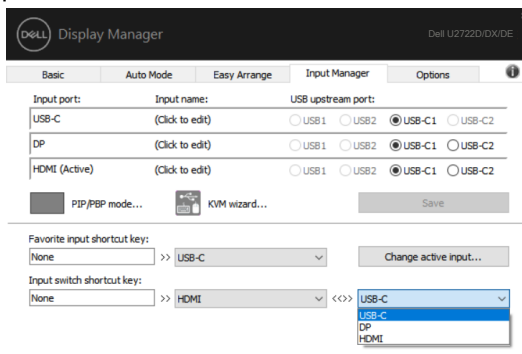 DELL Display Manager Dell U2722D/DX/DE
Basic Auto Mode Easy Arrange Input Manager Options
Input port: Input name: USB upstream port:
USB-C (Click to edit) USB1 USB2 USB-C1 USB-C2
DP (Click to edit) USB1 USB2 USB-C1 USB-C2
HDMI (Active) (Click to edit) USB1 USB2 USB-C1 USB-C2
PIP/PBP mode... KVM wizard... Save
Favorite input shortcut key:
None >> USB-C Change active input...
Input switch shortcut key:
None >> HDMI <<>> USB-C
USB-C
DP
HDMI